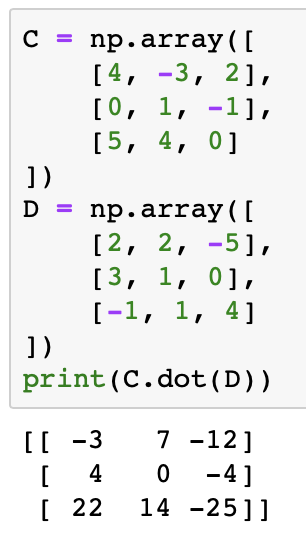 C = np.array([
    [4, -3, 2],
    [0, 1, -1],
    [5, 4, 0]
])
D = np.array([
    [2, 2, -5],
    [3, 1, 0],
    [-1, 1, 4]
])
print(C.dot(D))
[[ -3   7 -12]
 [  4   0  -4]
 [ 22  14 -25]]